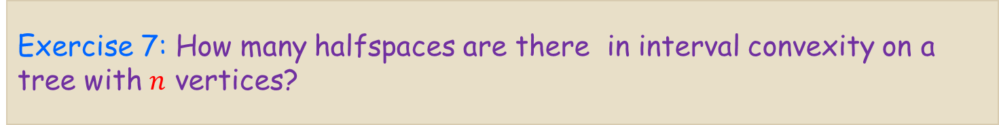 Exercise 7: How many halfspaces are there in interval convexity on a
tree with n vertices?